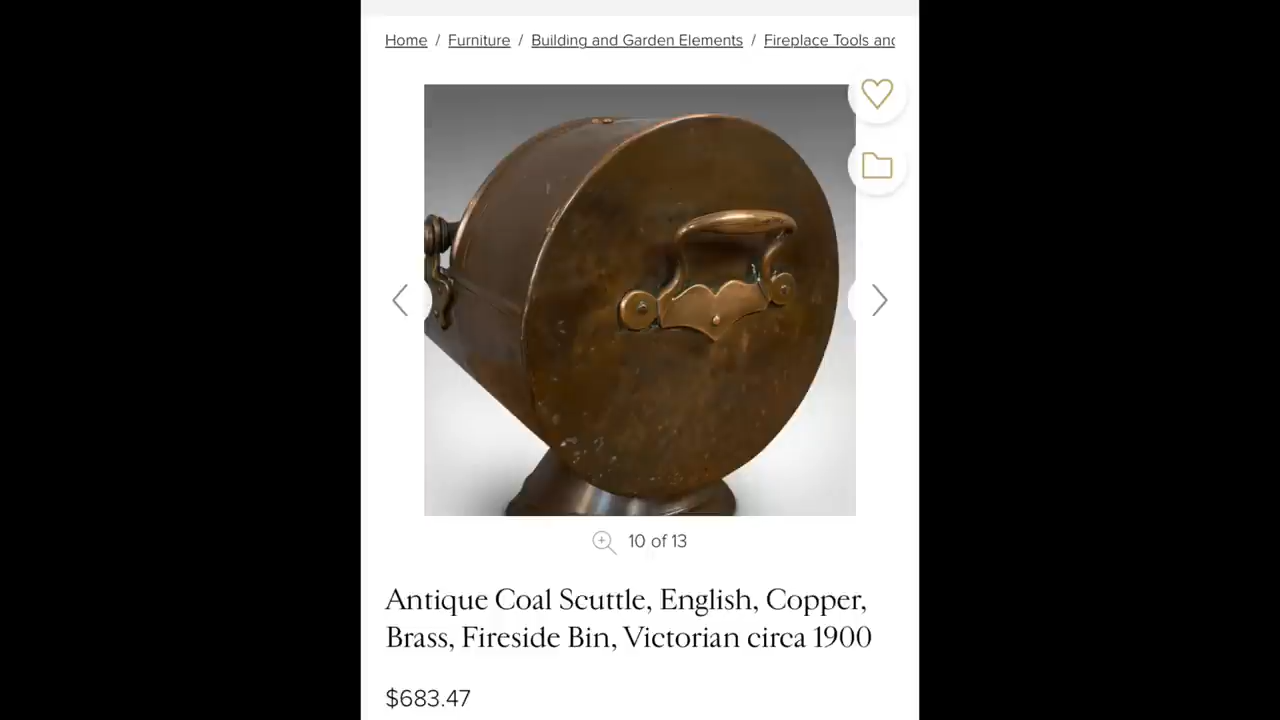 Home / Furniture / Building and Garden Elements / Fireplace Tools and
10 of 13
Antique Coal Scuttle, English, Copper,
Brass, Fireside Bin, Victorian circa 1900
$683.47